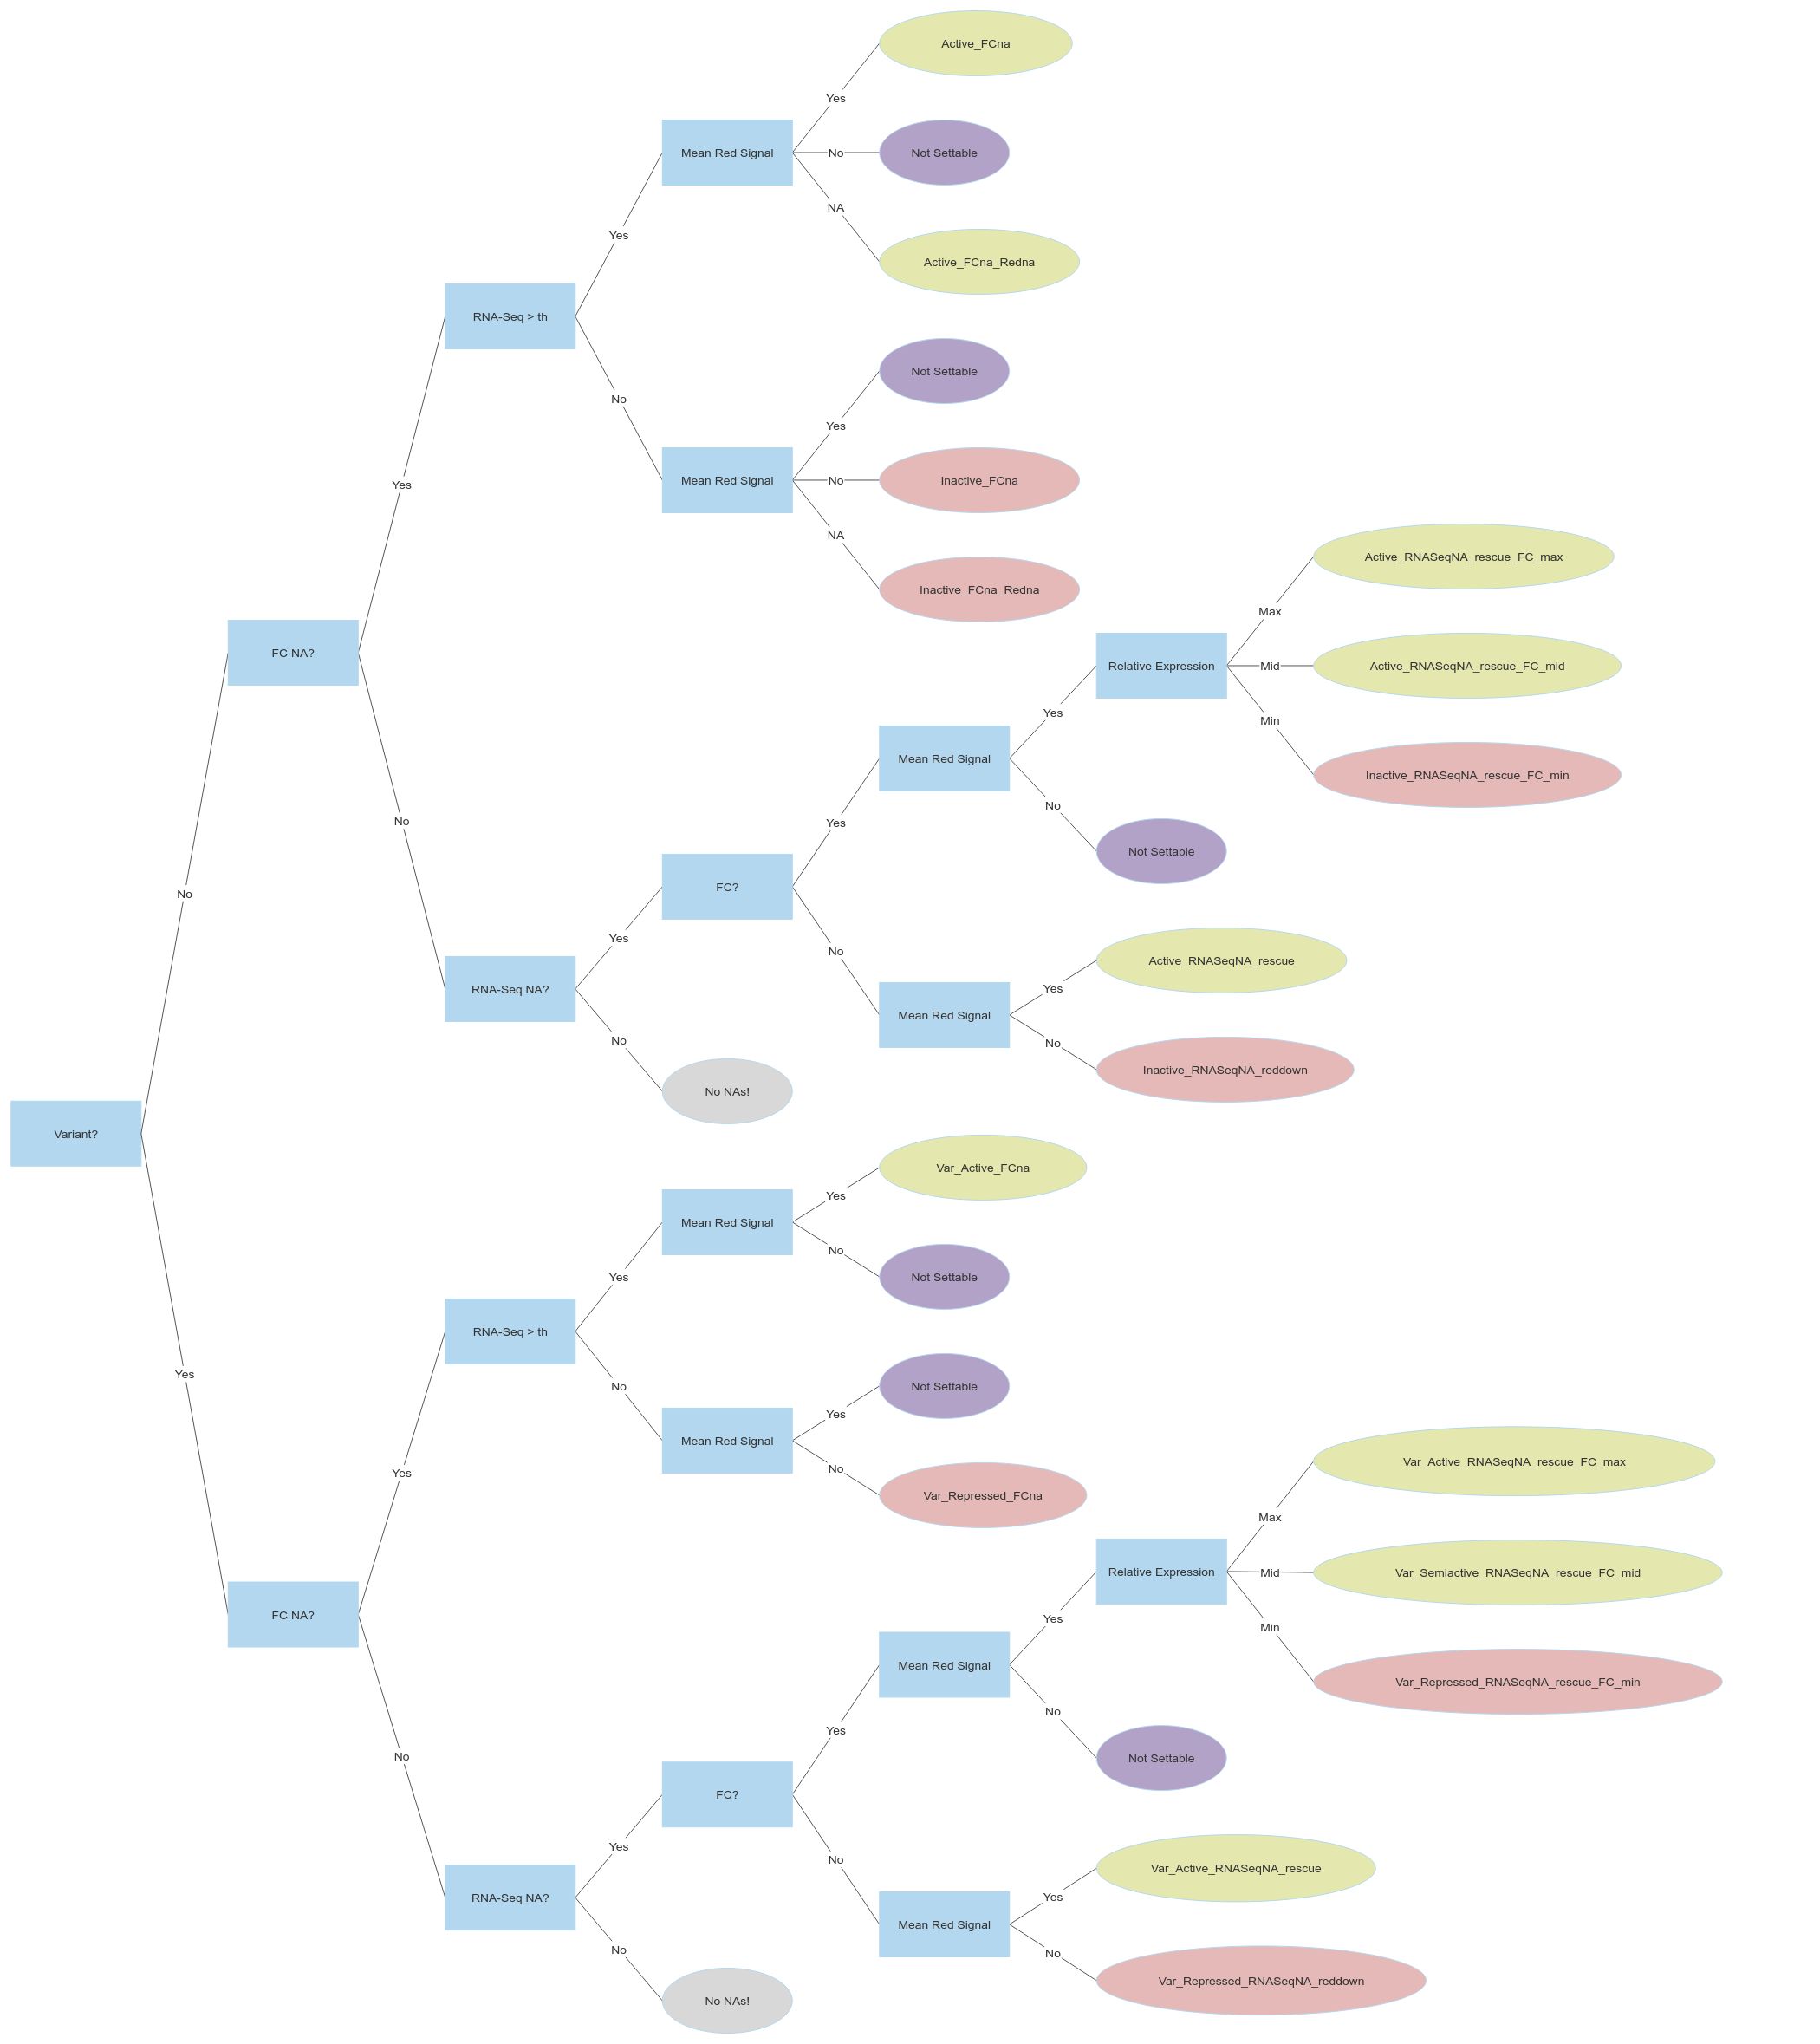 Active_FCna
Yes
Mean Red Signal
No
Not Settable
NA
Yes
Active_FCna_Redna
RNA-Seq > th
Not Settable
No
Yes
Mean Red Signal
No
Inactive_FCna
Yes
NA
Active_RNASeqNA_rescue_FC_max
Inactive_FCna_Redna
Max
FC NA?
Relative Expression
Mid
Active_RNASeqNA_rescue_FC_mid
Yes
Min
Mean Red Signal
Inactive_RNASeqNA_rescue_FC_min
No
No
Yes
Not Settable
FC?
No
Yes
No
Active_RNASeqNA_rescue
RNA-Seq NA?
Yes
Mean Red Signal
No
No
Inactive_RNASeqNA_reddown
No NAs!
Variant?
Var_Active_FCna
Yes
Mean Red Signal
No
Yes
Not Settable
RNA-Seq > th
Yes
No
Not Settable
Yes
Mean Red Signal
No
Var_Active_RNASeqNA_rescue_FC_max
Yes
Var_Repressed_FCna
Max
Relative Expression
Mid
Var_Semiactive_RNASeqNA_rescue_FC_mid
FC NA?
Yes
Min
Mean Red Signal
Var_Repressed_RNASeqNA_rescue_FC_min
No
Yes
No
Not Settable
FC?
Yes
No
Var_Active_RNASeqNA_rescue
RNA-Seq NA?
Yes
Mean Red Signal
No
No
Var_Repressed_RNASeqNA_reddown
No NAs!